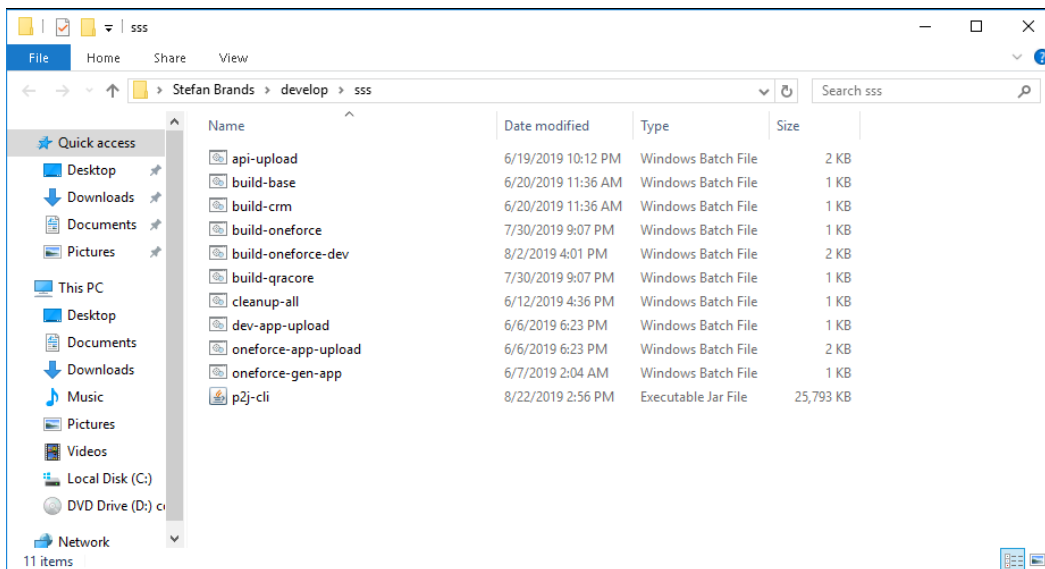 sss
File Home Share View
Stefan Brands > develop > sss Search sss
Name Date modified Type Size
Quick access
Desktop
Downloads
Documents
Pictures
This PC
Desktop
Documents
Downloads
Music
Pictures
Videos
Local Disk (C:)
DVD Drive (D:) c
Network
api-upload 6/19/2019 10:12 PM Windows Batch File 2 KB
build-base 6/20/2019 11:36 AM Windows Batch File 1 KB
build-crm 6/20/2019 11:36 AM Windows Batch File 1 KB
build-oneforce 7/30/2019 9:07 PM Windows Batch File 1 KB
build-oneforce-dev 8/2/2019 4:01 PM Windows Batch File 2 KB
build-qracore 7/30/2019 9:07 PM Windows Batch File 1 KB
cleanup-all 6/12/2019 4:36 PM Windows Batch File 1 KB
dev-app-upload 6/6/2019 6:23 PM Windows Batch File 1 KB
oneforce-app-upload 6/6/2019 6:23 PM Windows Batch File 2 KB
oneforce-gen-app 6/7/2019 2:04 AM Windows Batch File 1 KB
p2j-cli 8/22/2019 2:56 PM Executable Jar File 25,793 KB
11 items